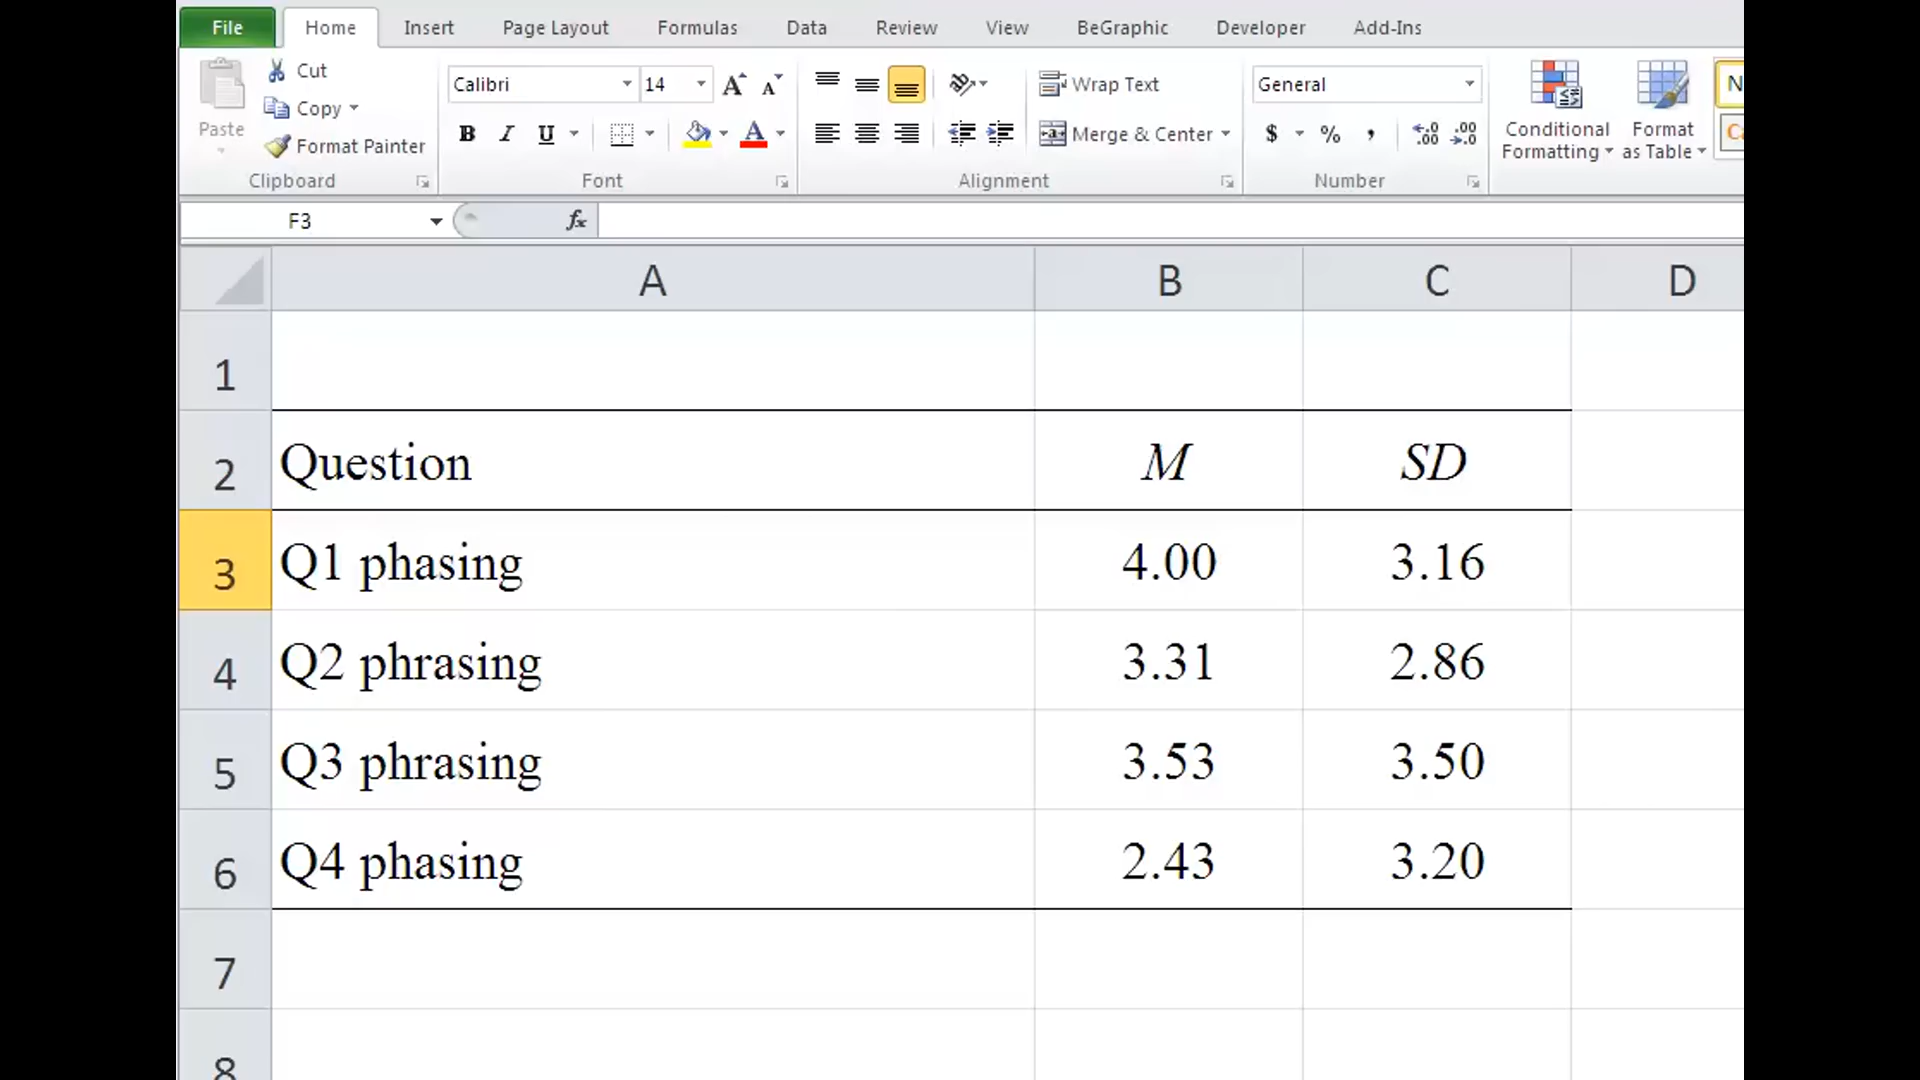 File Home Insert Page Layout Formulas Data Review View BeGraphic Developer Add-Ins
Paste
Cut
Copy
Format Painter
Clipboard
Calibri 14
B I U
Font
Wrap Text
Merge & Center
Alignment
General
$ % ,
Number
Conditional Formatting
Format as Table
F3 fx
A B C D
1
2 Question M SD
3 Q1 phasing 4.00 3.16
4 Q2 phrasing 3.31 2.86
5 Q3 phrasing 3.53 3.50
6 Q4 phasing 2.43 3.20
7
8